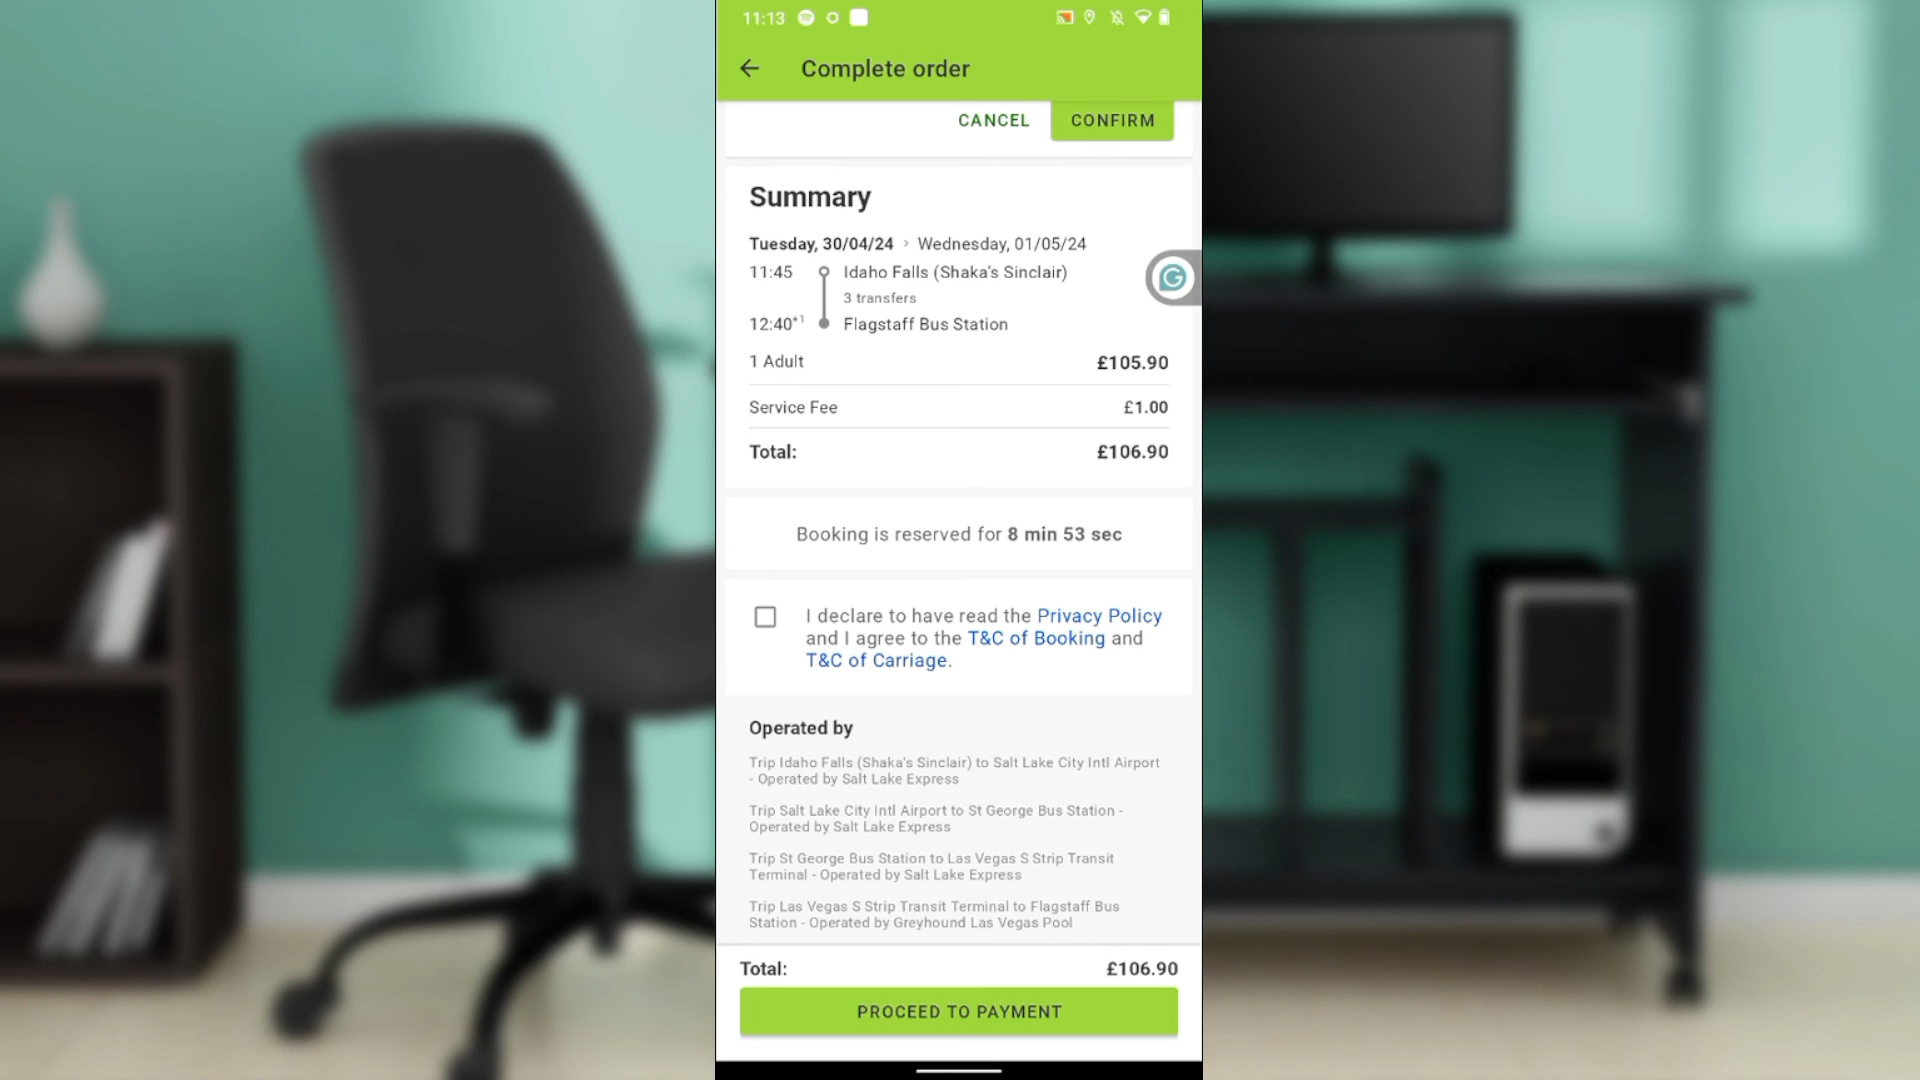 11:13
Complete order
CANCEL CONFIRM
Summary
Tuesday, 30/04/24 › Wednesday, 01/05/24
11:45 Idaho Falls (Shaka's Sinclair)
3 transfers
12:40*1 Flagstaff Bus Station
1 Adult £105.90
Service Fee £1.00
Total: £106.90
Booking is reserved for 8 min 53 sec
I declare to have read the Privacy Policy
and I agree to the T&C of Booking and
T&C of Carriage.
Operated by
Trip Idaho Falls (Shaka's Sinclair) to Salt Lake City Intl Airport
- Operated by Salt Lake Express
Trip Salt Lake City Intl Airport to St George Bus Station -
Operated by Salt Lake Express
Trip St George Bus Station to Las Vegas S Strip Transit
Terminal - Operated by Salt Lake Express
Trip Las Vegas S Strip Transit Terminal to Flagstaff Bus
Station - Operated by Greyhound Las Vegas Pool
Total: £106.90
PROCEED TO PAYMENT